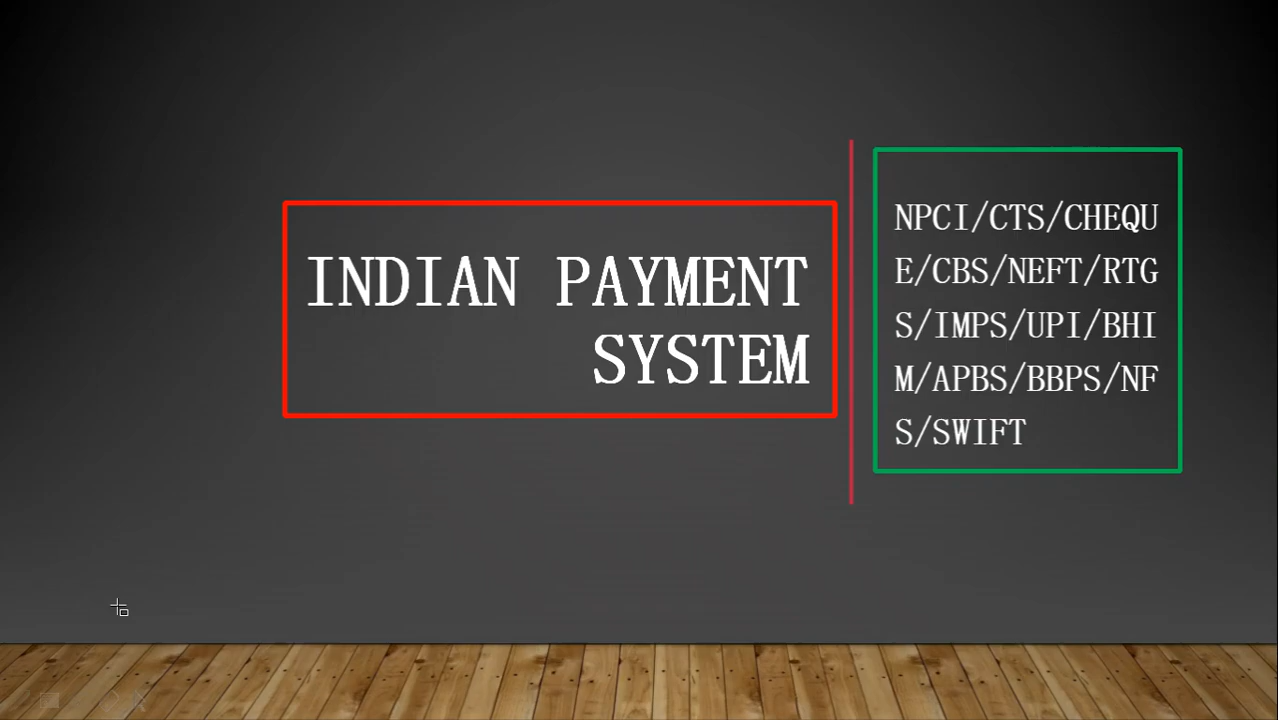 INDIAN PAYMENT
SYSTEM
NPCI/CTS/CHEQU
E/CBS/NEFT/RTG
S/IMPS/UPI/BHI
M/APBS/BBPS/NF
S/SWIFT